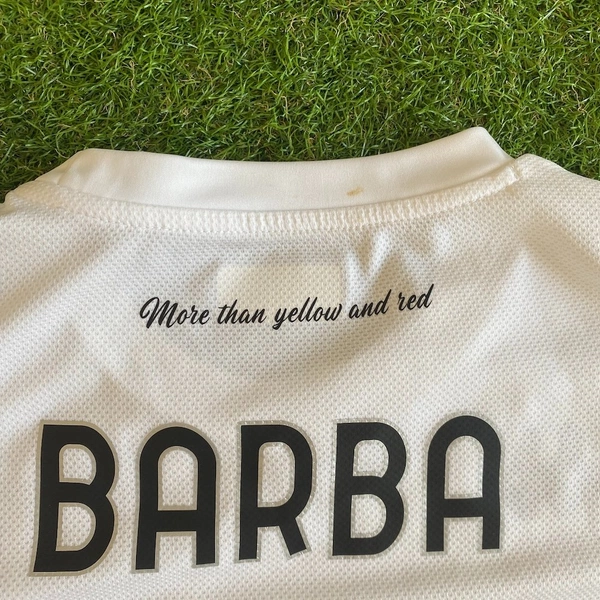 More than yellow and red
BARBA